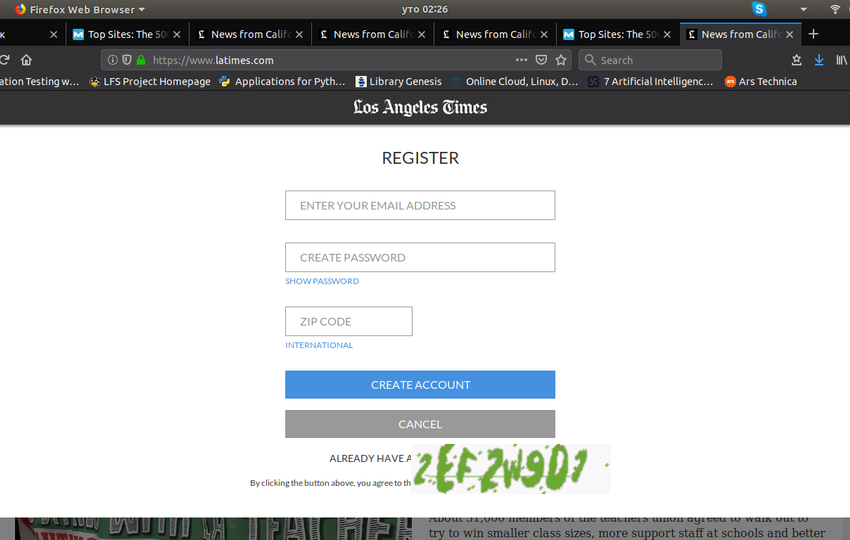 Firefox Web Browser
уто 02:26
к
Top Sites: The 50
News from Califo
News from Califo
News from Califo
Top Sites: The 50
News from Califo
https://www.latimes.com
Search
ation Testing w…
LFS Project Homepage
Applications for Pyth…
Library Genesis
Online Cloud, Linux, D…
7 Artificial Intelligenc…
Ars Technica
Los Angeles Times
REGISTER
ENTER YOUR EMAIL ADDRESS
CREATE PASSWORD
SHOW PASSWORD
ZIP CODE
INTERNATIONAL
CREATE ACCOUNT
CANCEL
ALREADY HAVE A
By clicking the button above, you agree to th
About 31,000 members of the teachers union agreed to walk out to
try to win smaller class sizes, more support staff at schools and better